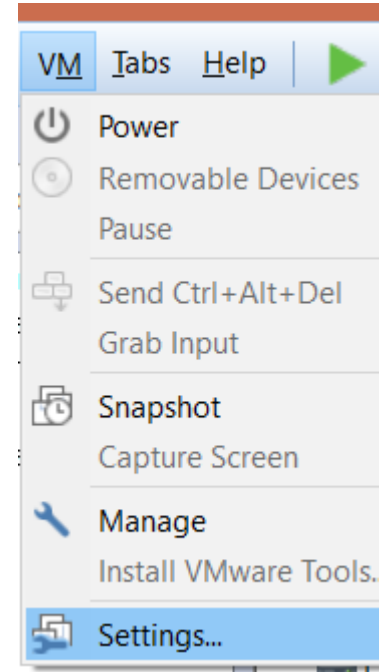 VM Tabs Help
Power
Removable Devices
Pause
Send Ctrl+Alt+Del
Grab Input
Snapshot
Capture Screen
Manage
Install VMware Tools..
Settings...